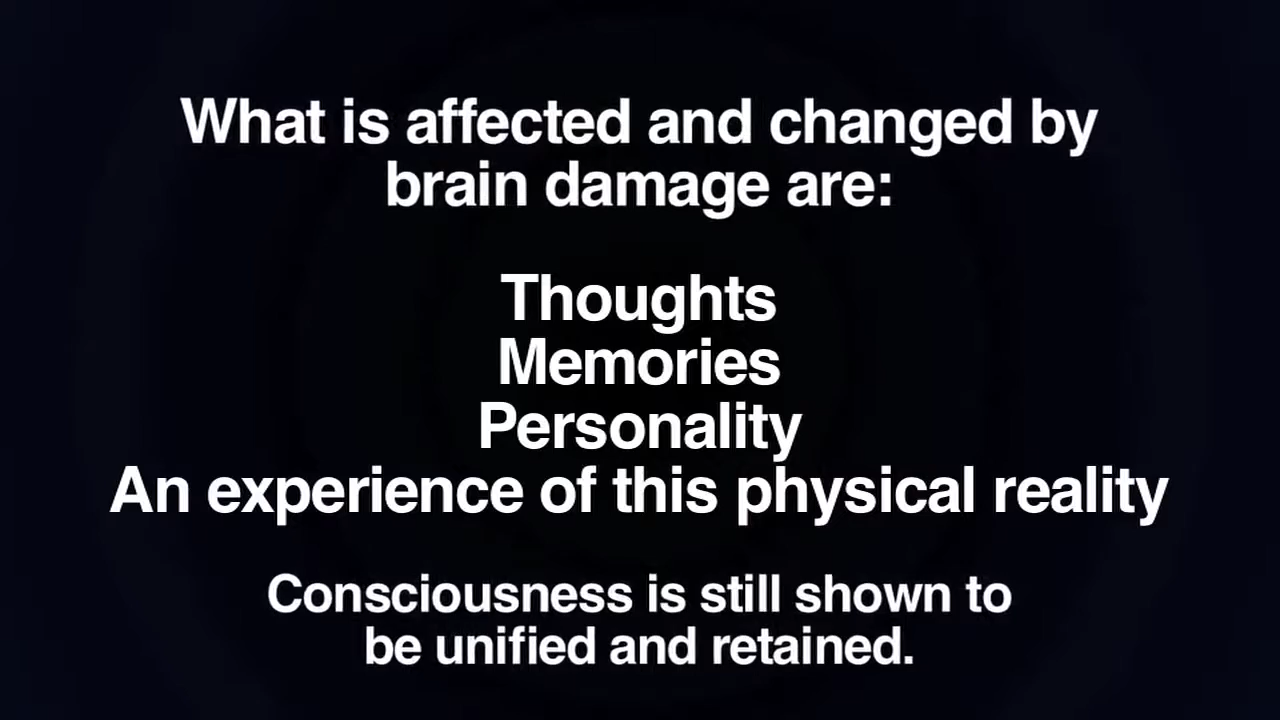 What is affected and changed by
brain damage are:
Thoughts
Memories
Personality
An experience of this physical reality
Consciousness is still shown to
be unified and retained.